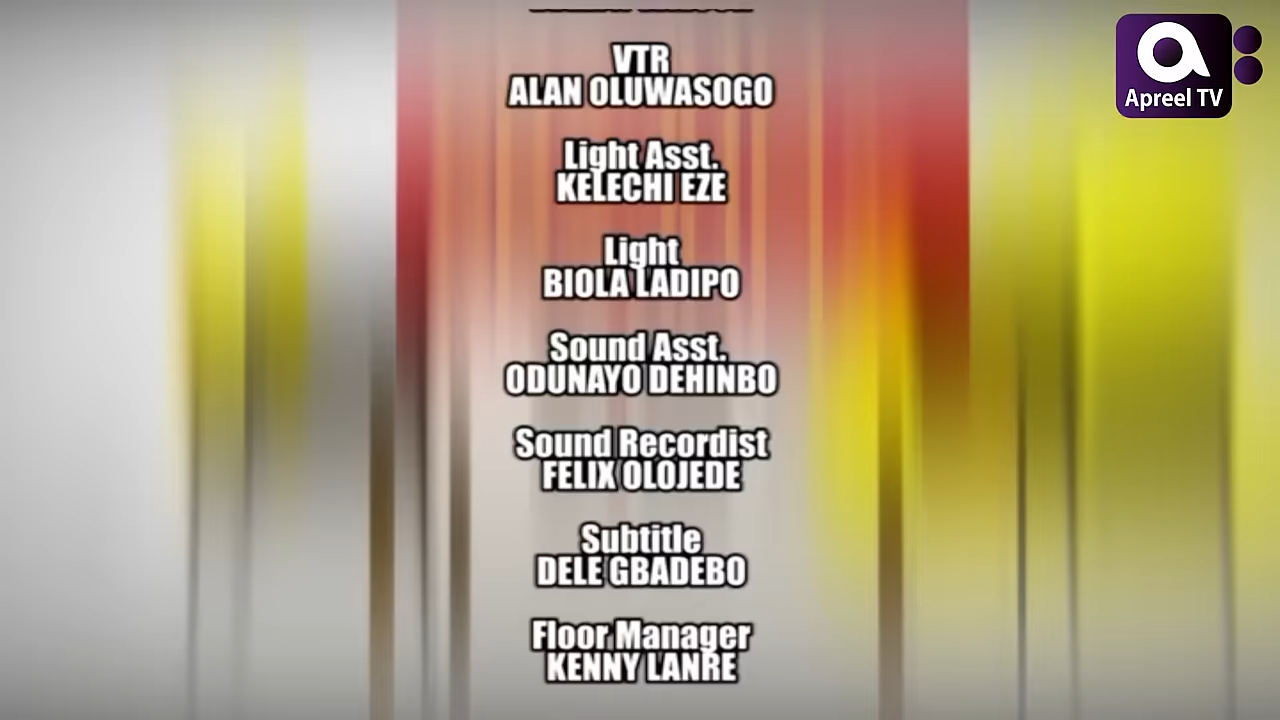 Apreel TV
VTR
ALAN OLUWASOGO
Light Asst.
KELECHI EZE
Light
BIOLA LADIPO
Sound Asst.
ODUNAYO DEHINBO
Sound Recordist
FELIX OLOJEDE
Subtitle
DELE GBADEBO
Floor Manager
KENNY LANRE